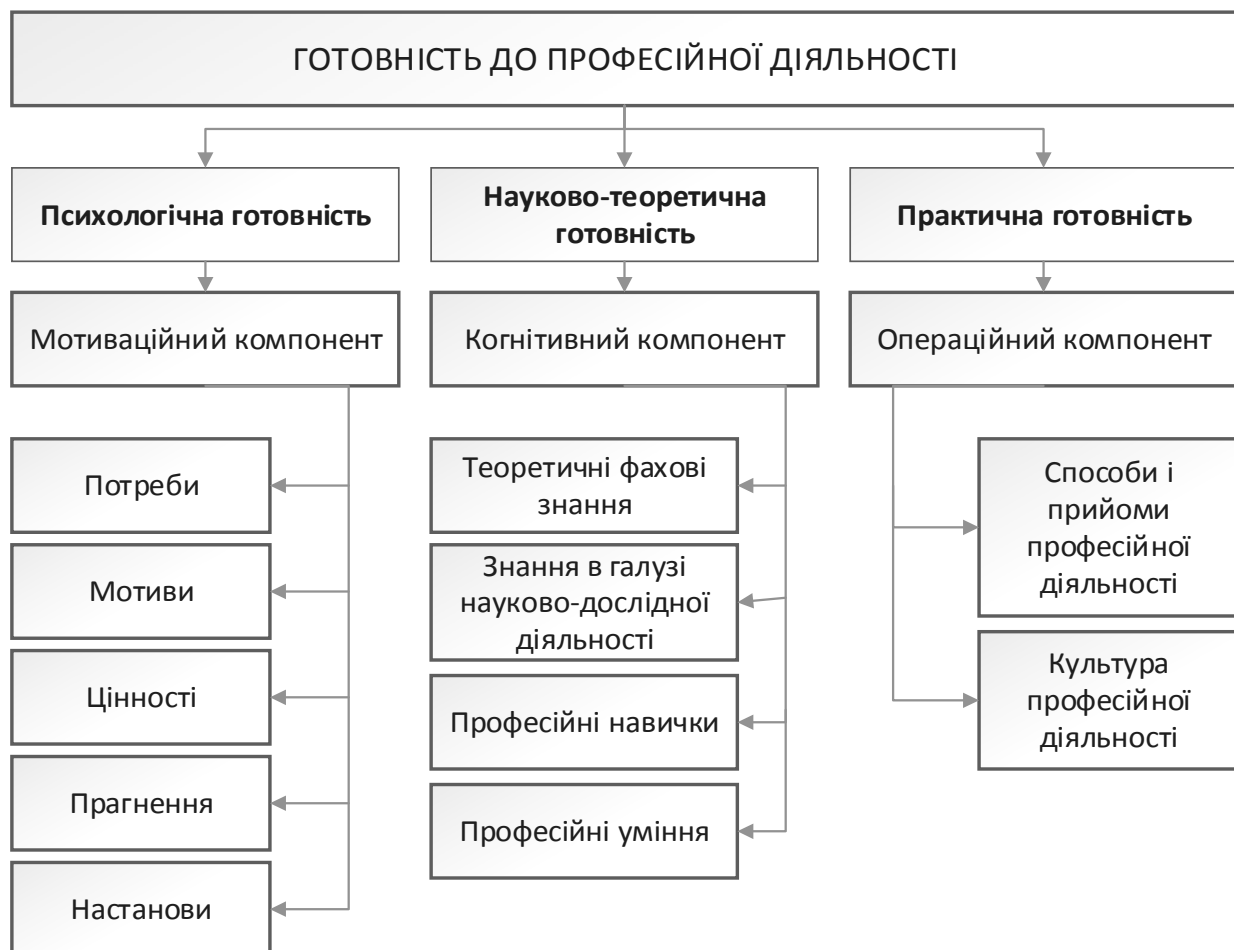 ГОТОВНІСТЬ ДО ПРОФЕСІЙНОЇ ДІЯЛЬНОСТІ
Психологічна готовність
Науково-теоретична
готовність
Практична готовність
Мотиваційний компонент
Когнітивний компонент
Операційний компонент
Потреби
Мотиви
Цінності
Прагнення
Настанови
Теоретичні фахові
знання
Знання в галузі
науково-дослідної
діяльності
Професійні навички
Професійні уміння
Способи і
прийоми
професійної
діяльності
Культура
професійної
діяльності